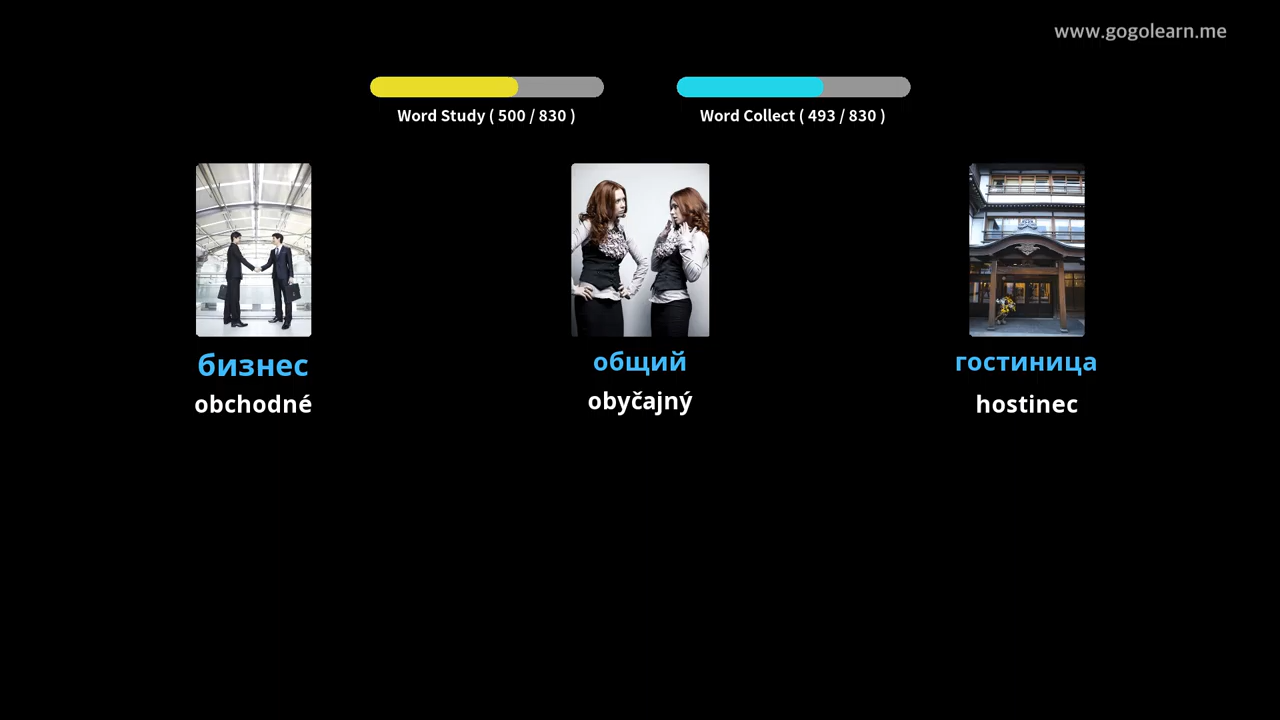 www.gogolearn.me
Word Study ( 500 / 830 )
Word Collect ( 493 / 830 )
бизнес
общий
гостиница
obchodné
obyčajný
hostinec